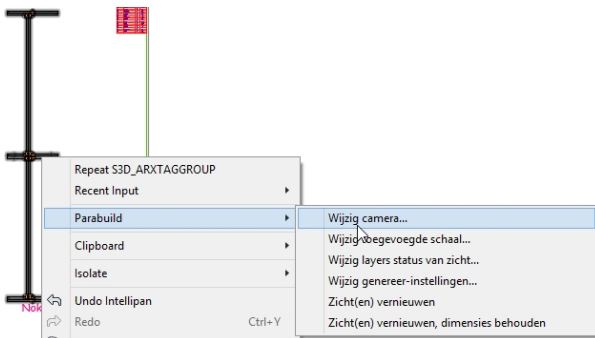 Repeat S3D_ARXTAGGROUP
Recent Input
Parabuild
Clipboard
Isolate
Undo Intellipan
Redo Ctrl+Y
Wijzig camera...
Wijzig toegevoegde schaal...
Wijzig layers status van zicht...
Wijzig genereer-instellingen...
Zicht(en) vernieuwen
Zicht(en) vernieuwen, dimensies behouden
Nok